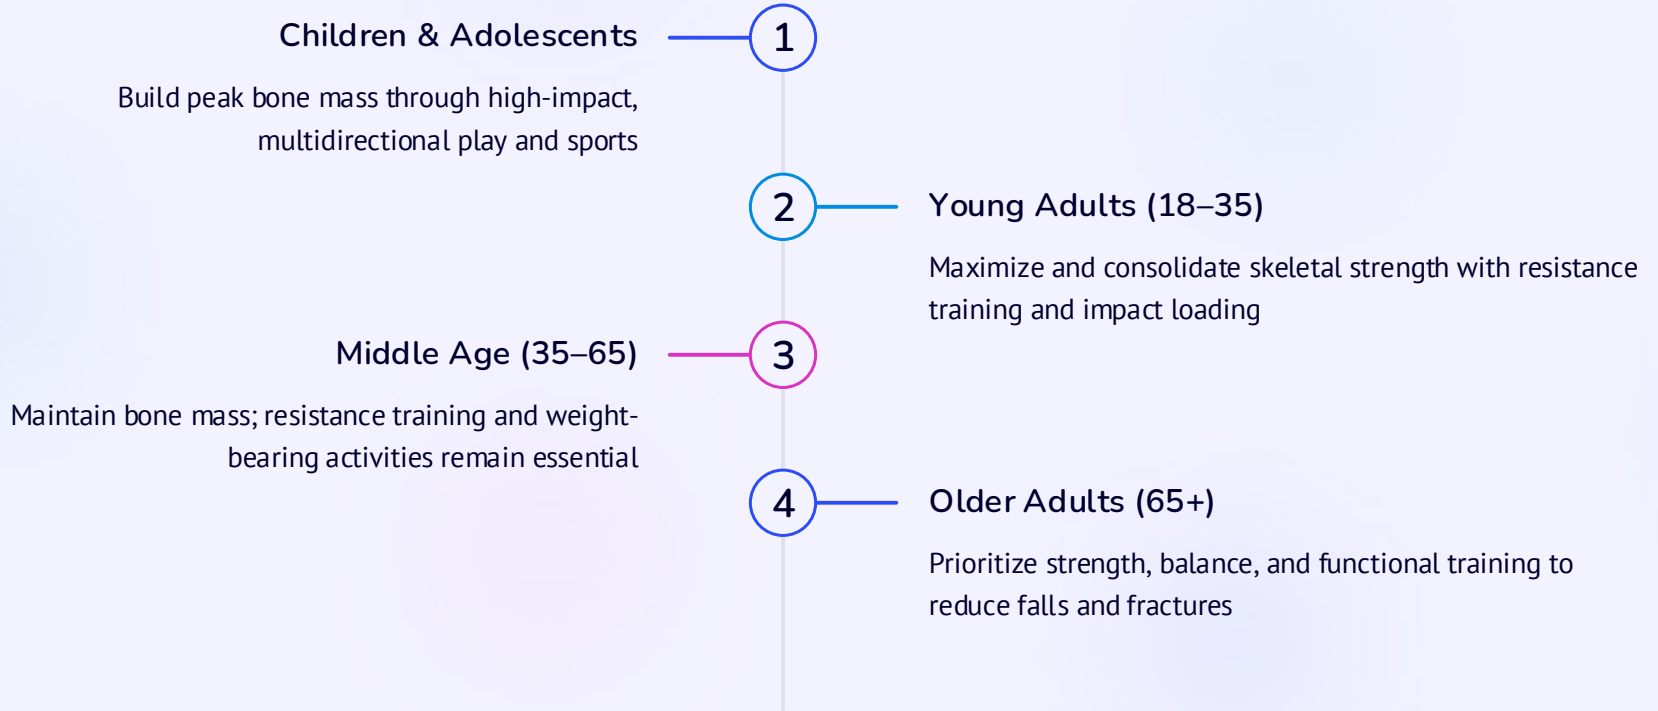 Children & Adolescents
1
Build peak bone mass through high-impact,
multidirectional play and sports
2
Young Adults (18–35)
Maximize and consolidate skeletal strength with resistance
training and impact loading
Middle Age (35–65)
3
Maintain bone mass; resistance training and weight-
bearing activities remain essential
4
Older Adults (65+)
Prioritize strength, balance, and functional training to
reduce falls and fractures